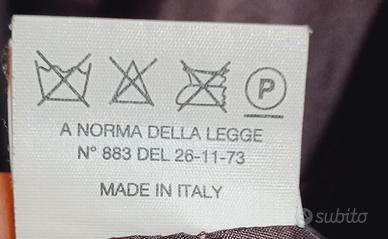 P
A NORMA DELLA LEGGE
N° 883 DEL 26-11-73
MADE IN ITALY
subito